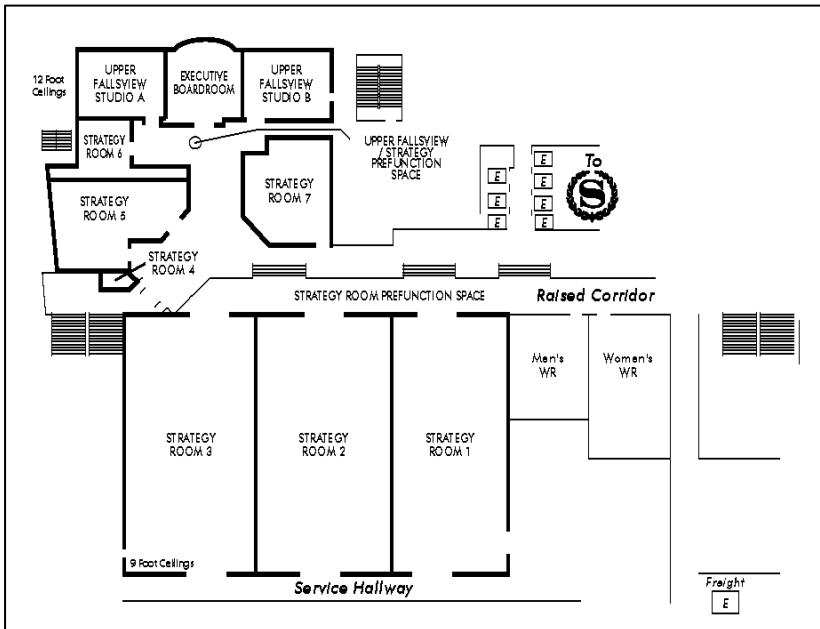 12 Foot
Ceilings
UPPER
FALLSVIEW
STUDIO A
EXECUTIVE
BOARDROOM
UPPER
FALLSVIEW
STUDIO B
STRATEGY
ROOM 6
UPPER FALLSVIEW
/ STRATEGY
PREFUNCTION
SPACE
To
S
E
E
E
E
E
E
E
STRATEGY
ROOM 7
STRATEGY
ROOM 5
STRATEGY
ROOM 4
STRATEGY ROOM PREFUNCTION SPACE
Raised Corridor
Men's
WR
Women's
WR
STRATEGY
ROOM 3
STRATEGY
ROOM 2
STRATEGY
ROOM 1
9 Foot Ceilings
Service Hallway
Freight
E